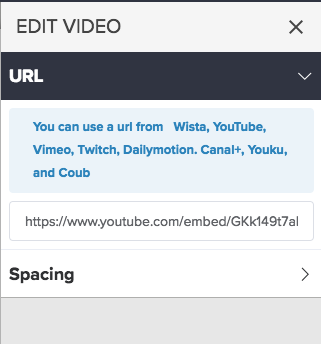 EDIT VIDEO
URL
You can use a url from Wista, YouTube,
Vimeo, Twitch, Dailymotion. Canal+, Youku,
and Coub
https://www.youtube.com/embed/GKk149t7al
Spacing